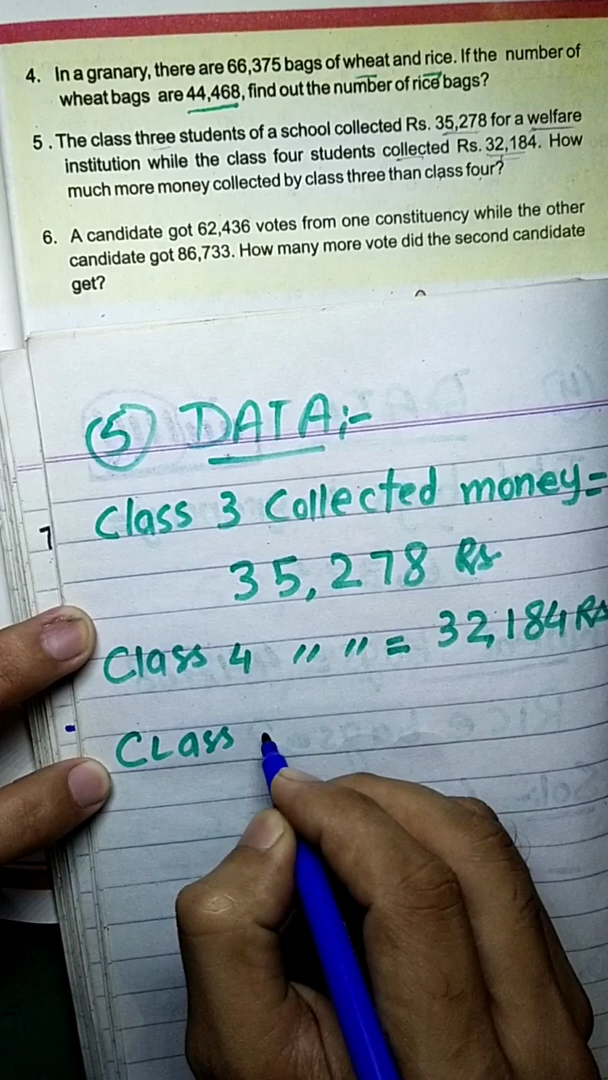 4. In a granary, there are 66,375 bags of wheat and rice. If the number of
wheat bags are 44,468, find out the number of rice bags?
5. The class three students of a school collected Rs. 35,278 for a welfare
institution while the class four students collected Rs. 32,184. How
much more money collected by class three than class four?
6. A candidate got 62,436 votes from one constituency while the other
candidate got 86,733. How many more vote did the second candidate
get?
(5) DATA:-
Class 3 Collected money=
35,278 Rs
Class 4 〃 〃 = 32,184 Rs
CLass